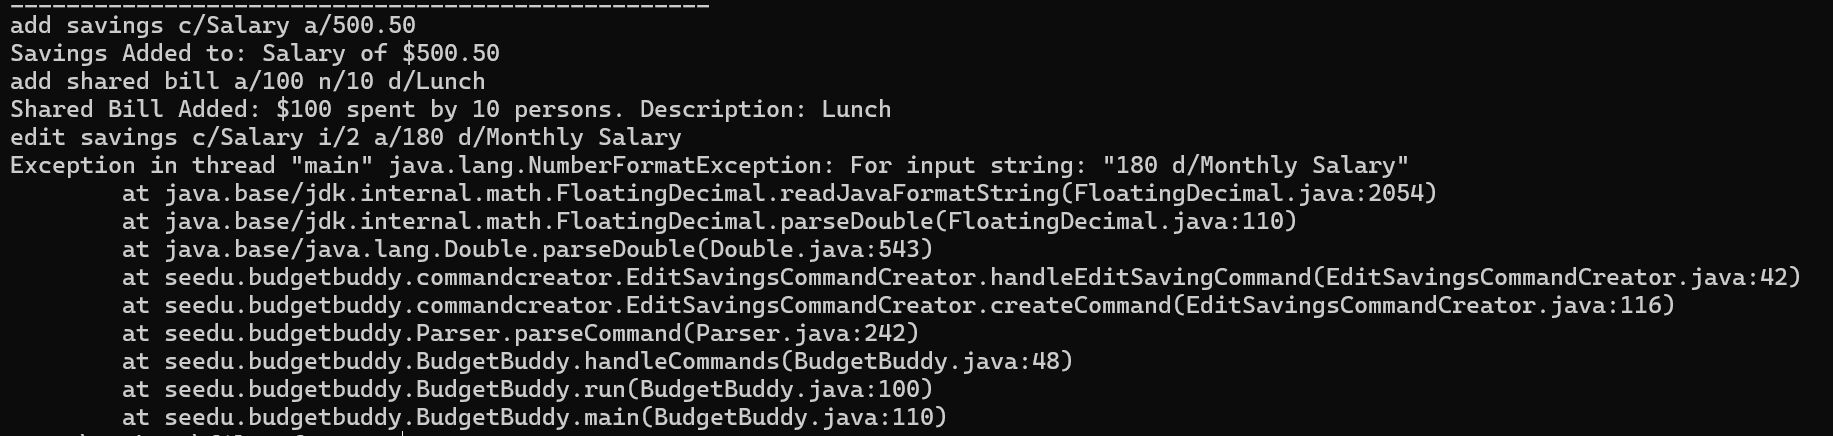 add savings c/Salary a/500.50
Savings Added to: Salary of $500.50
add shared bill a/100 n/10 d/Lunch
Shared Bill Added: $100 spent by 10 persons. Description: Lunch
edit savings c/Salary i/2 a/180 d/Monthly Salary
Exception in thread "main" java.lang.NumberFormatException: For input string: "180 d/Monthly Salary"
        at java.base/jdk.internal.math.FloatingDecimal.readJavaFormatString(FloatingDecimal.java:2054)
        at java.base/jdk.internal.math.FloatingDecimal.parseDouble(FloatingDecimal.java:110)
        at java.base/java.lang.Double.parseDouble(Double.java:543)
        at seedu.budgetbuddy.commandcreator.EditSavingsCommandCreator.handleEditSavingCommand(EditSavingsCommandCreator.java:42)
        at seedu.budgetbuddy.commandcreator.EditSavingsCommandCreator.createCommand(EditSavingsCommandCreator.java:116)
        at seedu.budgetbuddy.Parser.parseCommand(Parser.java:242)
        at seedu.budgetbuddy.BudgetBuddy.handleCommands(BudgetBuddy.java:48)
        at seedu.budgetbuddy.BudgetBuddy.run(BudgetBuddy.java:100)
        at seedu.budgetbuddy.BudgetBuddy.main(BudgetBuddy.java:110)